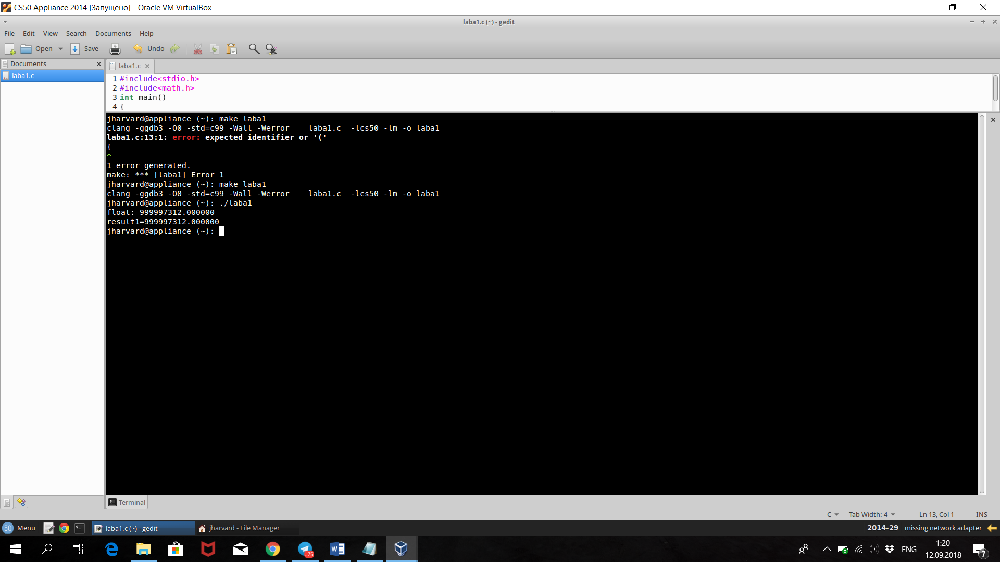 CS50 Appliance 2014 [Запущено] - Oracle VM VirtualBox
laba1.c (~) - gedit
File Edit View Search Documents Help
Open Save Undo
Documents
laba1.c
laba1.c
1 #include<stdio.h>
2 #include<math.h>
3 int main()
4 {
jharvard@appliance (~): make laba1
clang -ggdb3 -O0 -std=c99 -Wall -Werror    laba1.c  -lcs50 -lm -o laba1
laba1.c:13:1: error: expected identifier or '('
{
^
1 error generated.
make: *** [laba1] Error 1
jharvard@appliance (~): make laba1
clang -ggdb3 -O0 -std=c99 -Wall -Werror    laba1.c  -lcs50 -lm -o laba1
jharvard@appliance (~): ./laba1
float: 999997312.000000
result1=999997312.000000
jharvard@appliance (~):
Terminal
C Tab Width: 4 Ln 13, Col 1 INS
50 Menu laba1.c (~) - gedit jharvard - File Manager 2014-29 missing network adapter
.75 ENG 1:20
12.09.2018 7